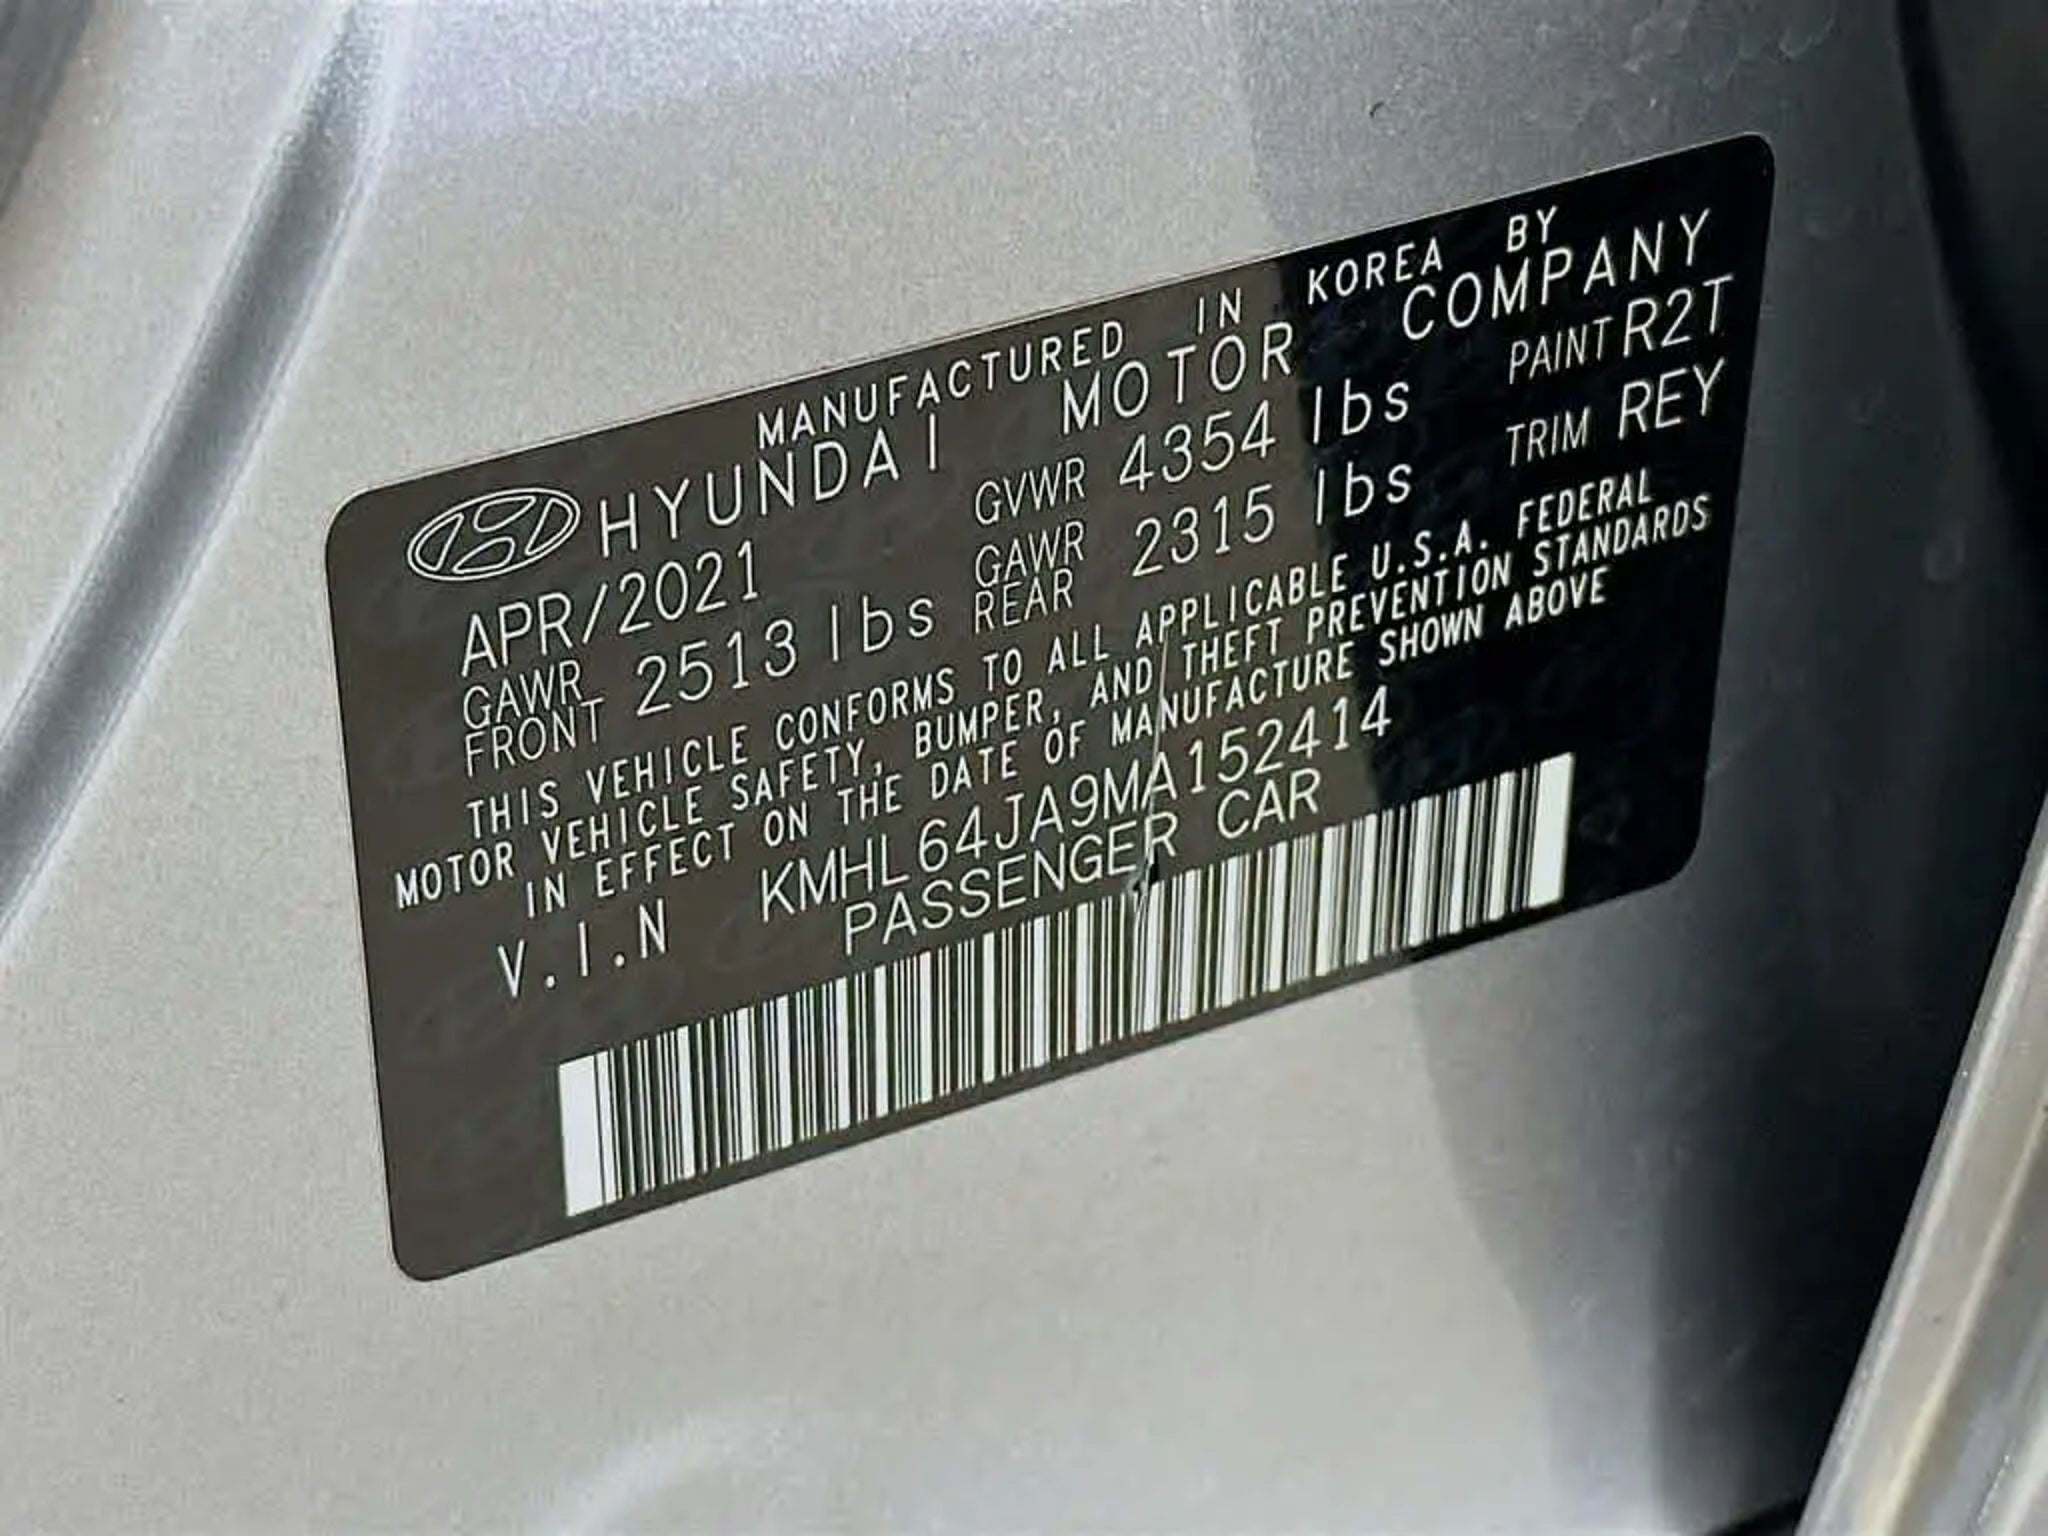 MANUFACTURED IN KOREA BY
HYUNDAI MOTOR COMPANY
APR/2021 GVWR 4354 lbs PAINT R2T
GAWR FRONT 2513 lbs GAWR REAR 2315 lbs TRIM REY
THIS VEHICLE CONFORMS TO ALL APPLICABLE U.S.A. FEDERAL
MOTOR VEHICLE SAFETY, BUMPER, AND THEFT PREVENTION STANDARDS
IN EFFECT ON THE DATE OF MANUFACTURE SHOWN ABOVE
V.I.N KMHL64JA9MA152414
PASSENGER CAR